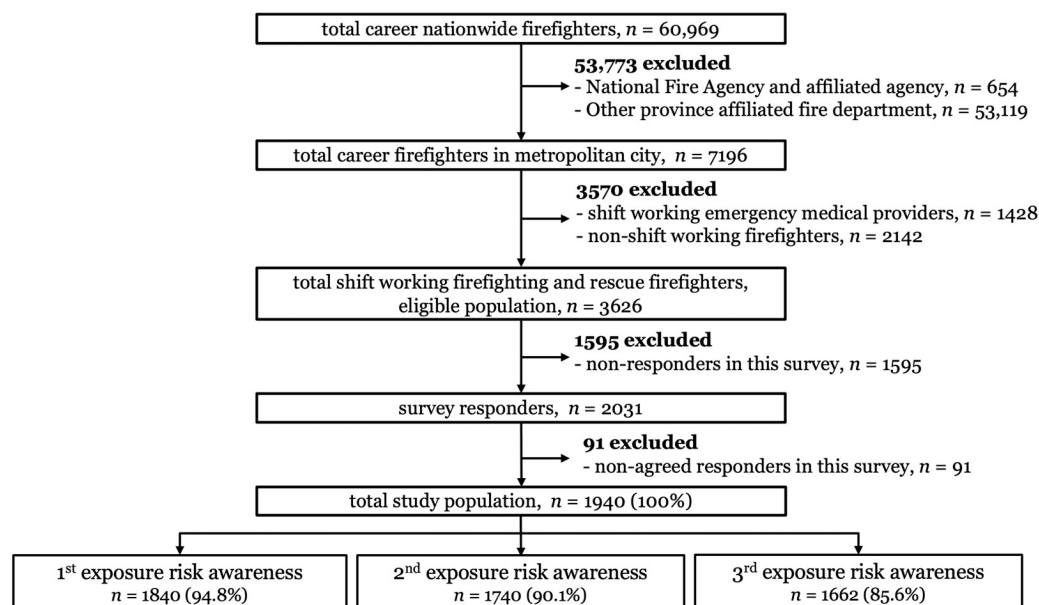 total career nationwide firefighters, n = 60,969
53,773 excluded
- National Fire Agency and affiliated agency, n = 654
- Other province affiliated fire department, n = 53,119
total career firefighters in metropolitan city, n = 7196
3570 excluded
- shift working emergency medical providers, n = 1428
- non-shift working firefighters, n = 2142
total shift working firefighting and rescue firefighters,
eligible population, n = 3626
1595 excluded
- non-responders in this survey, n = 1595
survey responders, n = 2031
91 excluded
- non-agreed responders in this survey, n = 91
total study population, n = 1940 (100%)
1st exposure risk awareness
n = 1840 (94.8%)
2nd exposure risk awareness
n = 1740 (90.1%)
3rd exposure risk awareness
n = 1662 (85.6%)